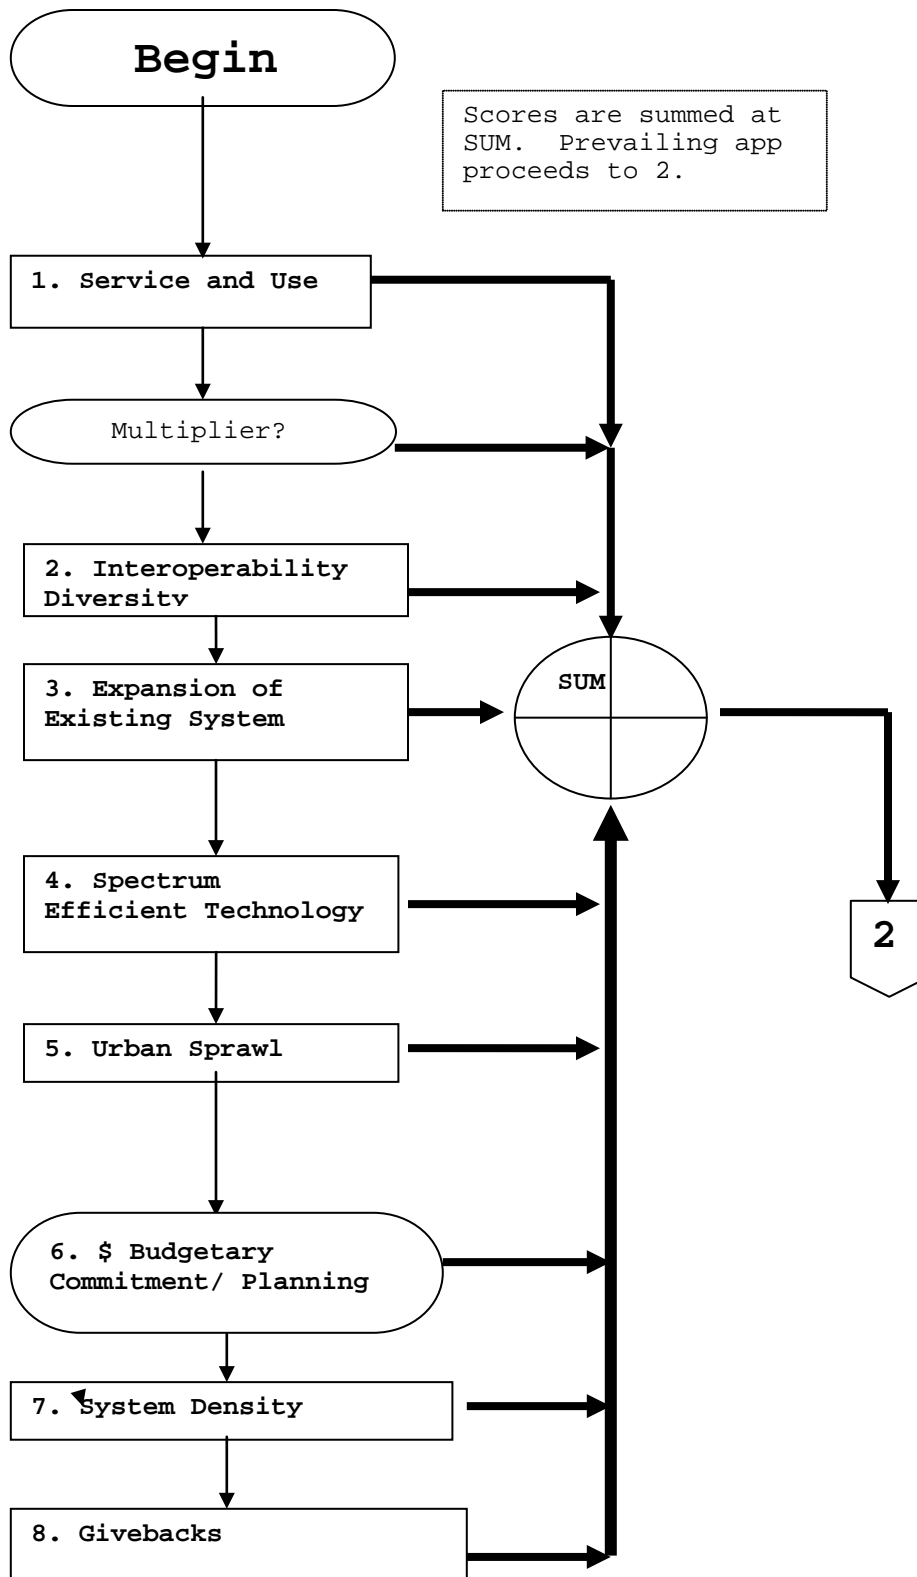 Begin
Scores are summed at
SUM. Prevailing app
proceeds to 2.
1. Service and Use
Multiplier?
2. Interoperability
Diversity
3. Expansion of
Existing System
SUM
4. Spectrum
Efficient Technology
2
5. Urban Sprawl
6. $ Budgetary
Commitment/ Planning
7. System Density
8. Givebacks